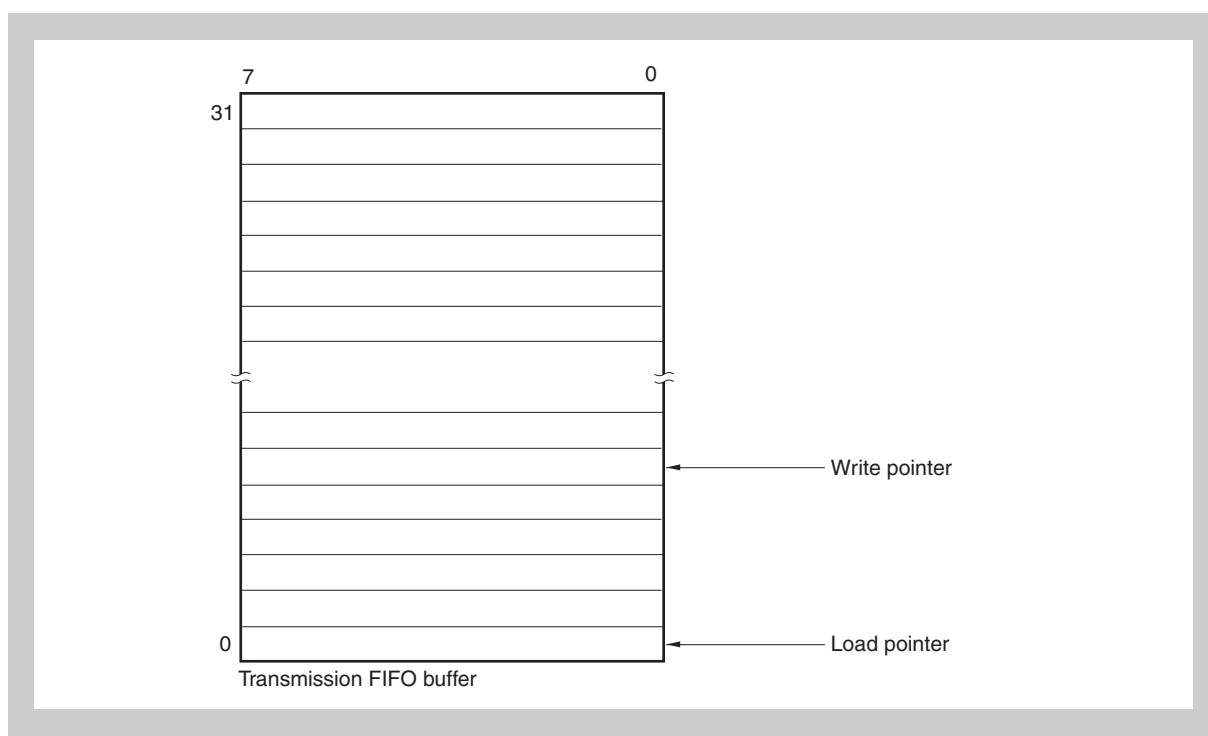 7 0
31
Write pointer
0 Load pointer
Transmission FIFO buffer